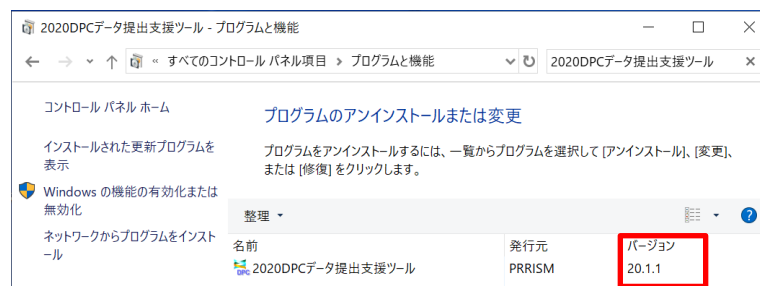 2020DPCデータ提出支援ツール - プログラムと機能
« すべてのコントロール パネル項目 > プログラムと機能
2020DPCデータ提出支援ツール
コントロール パネル ホーム
インストールされた更新プログラムを
表示
Windows の機能の有効化または
無効化
ネットワークからプログラムをインスト
ール
プログラムのアンインストールまたは変更
プログラムをアンインストールするには、一覧からプログラムを選択して [アンインストール]、[変更]、
または [修復] をクリックします。
整理
名前 発行元 バージョン
2020DPCデータ提出支援ツール PRRISM 20.1.1